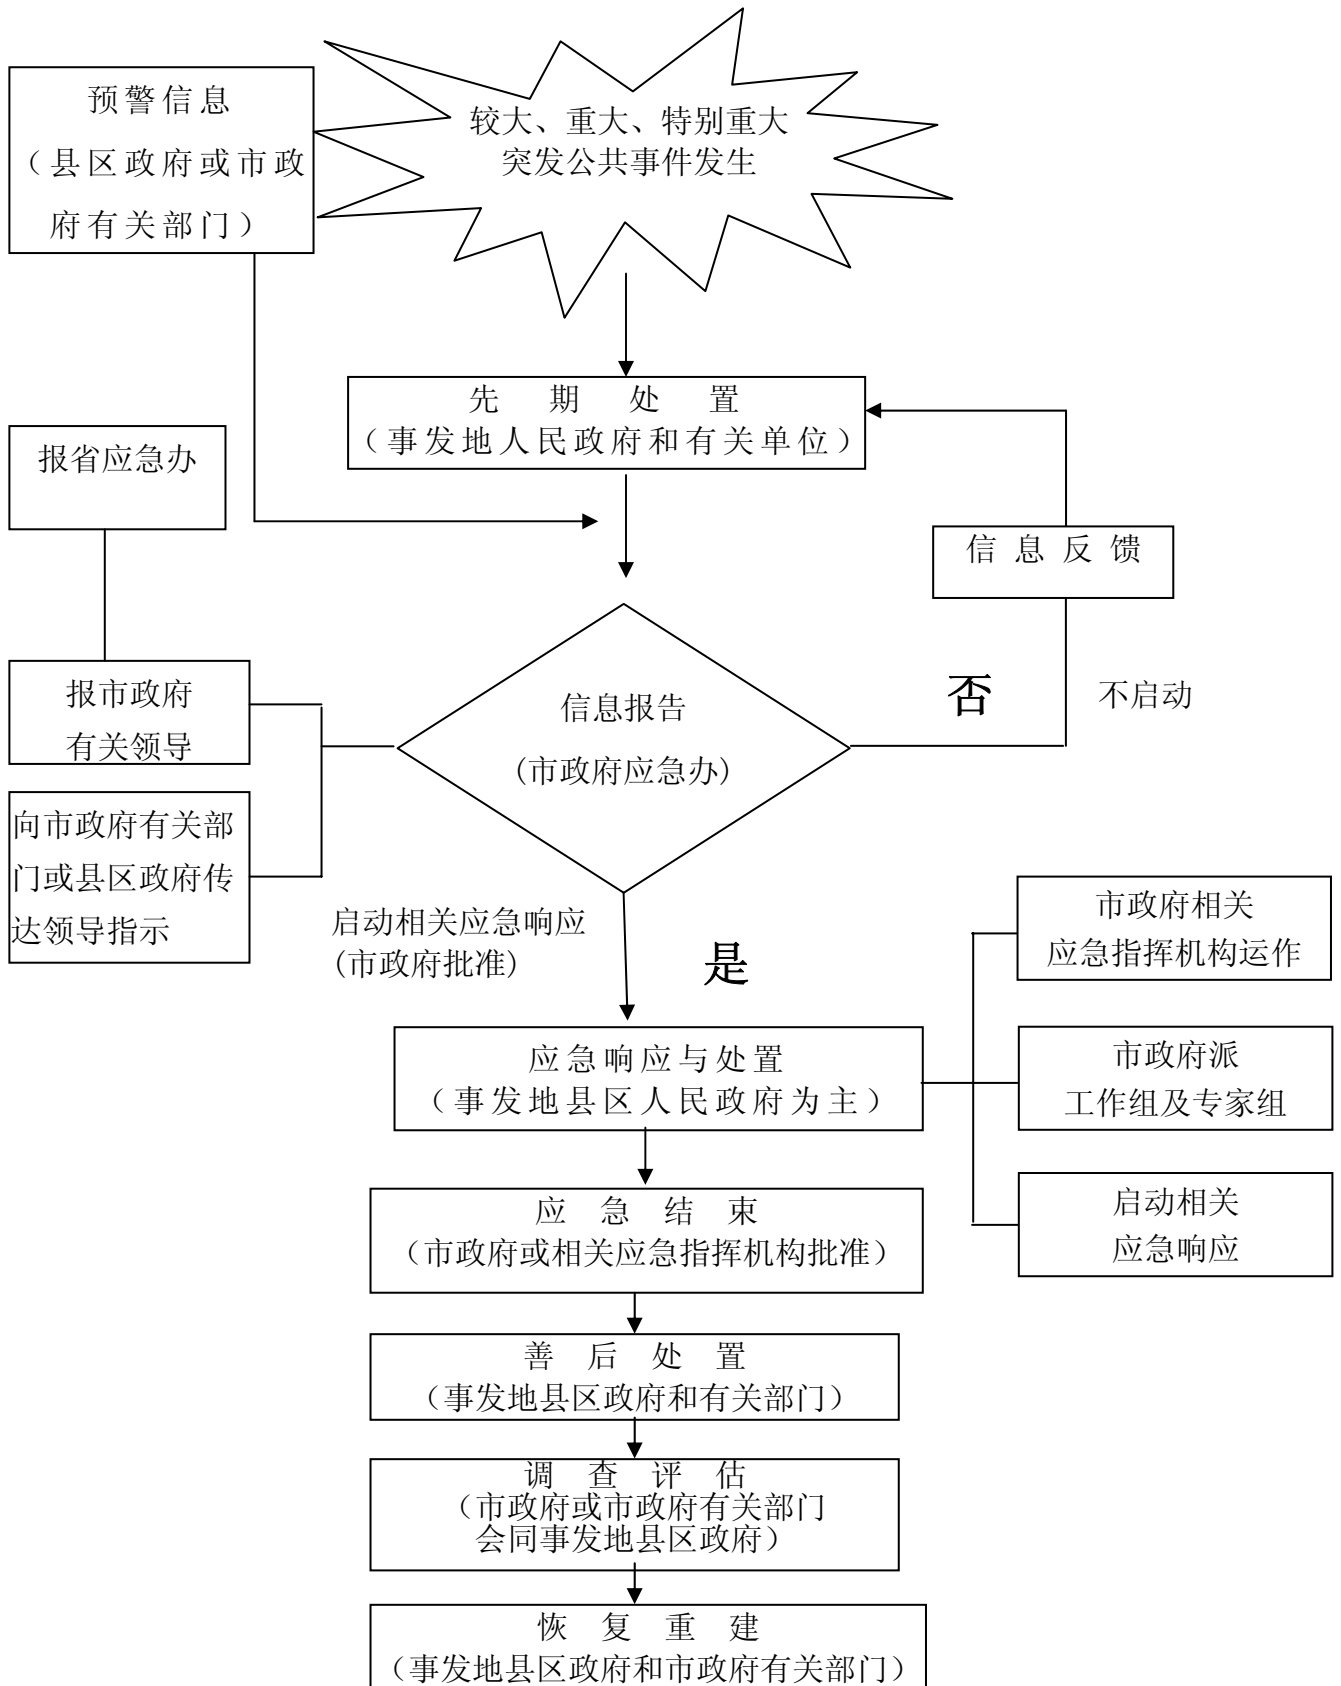 预警信息
（县区政府或市政
府有关部门）
较大、重大、特别重大
突发公共事件发生
先期处置
（事发地人民政府和有关单位）
报省应急办
信息反馈
报市政府
有关领导
信息报告
(市政府应急办)
否
不启动
向市政府有关部
门或县区政府传
达领导指示
启动相关应急响应
(市政府批准)
是
市政府相关
应急指挥机构运作
应急响应与处置
（事发地县区人民政府为主）
市政府派
工作组及专家组
启动相关
应急响应
应急结束
（市政府或相关应急指挥机构批准）
善后处置
（事发地县区政府和有关部门）
调查评估
（市政府或市政府有关部门
会同事发地县区政府）
恢复重建
（事发地县区政府和市政府有关部门）